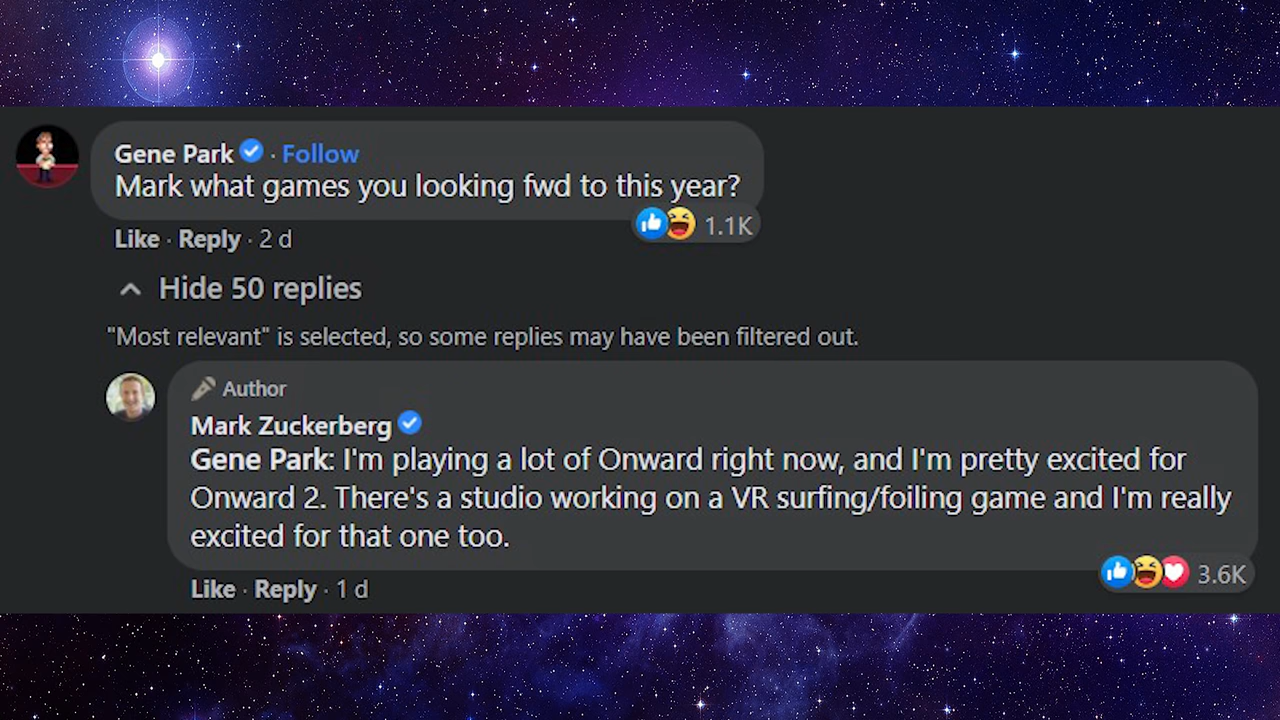 Gene Park · Follow
Mark what games you looking fwd to this year?
1.1K
Like · Reply · 2 d
Hide 50 replies
"Most relevant" is selected, so some replies may have been filtered out.
Author
Mark Zuckerberg
Gene Park: I'm playing a lot of Onward right now, and I'm pretty excited for
Onward 2. There's a studio working on a VR surfing/foiling game and I'm really
excited for that one too.
3.6K
Like · Reply · 1 d